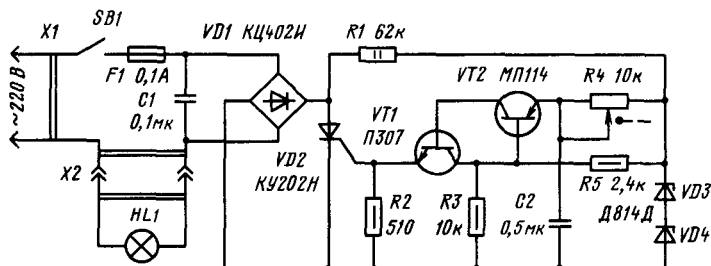 X1
SB1
~220 В
F1 0,1А
C1
0,1мк
VD1 КЦ402И
R1 62к
VT2 МП114
R4 10к
VT1
П307
VD2
КУ202Н
X2
HL1
R2
510
R3
10к
C2
0,5мк
R5 2,4к
Д814Д
VD3
VD4